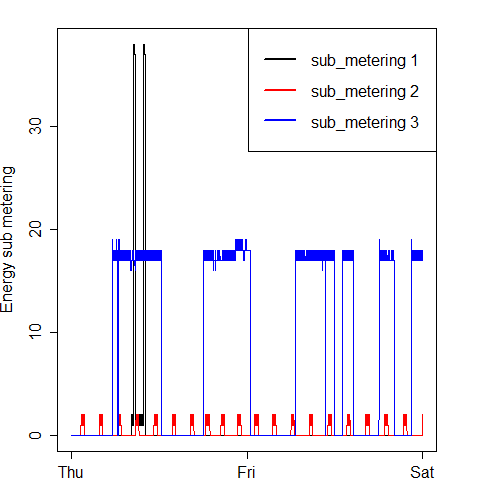 sub_metering 1
sub_metering 2
sub_metering 3
Energy sub metering
30
20
10
0
Thu Fri Sat